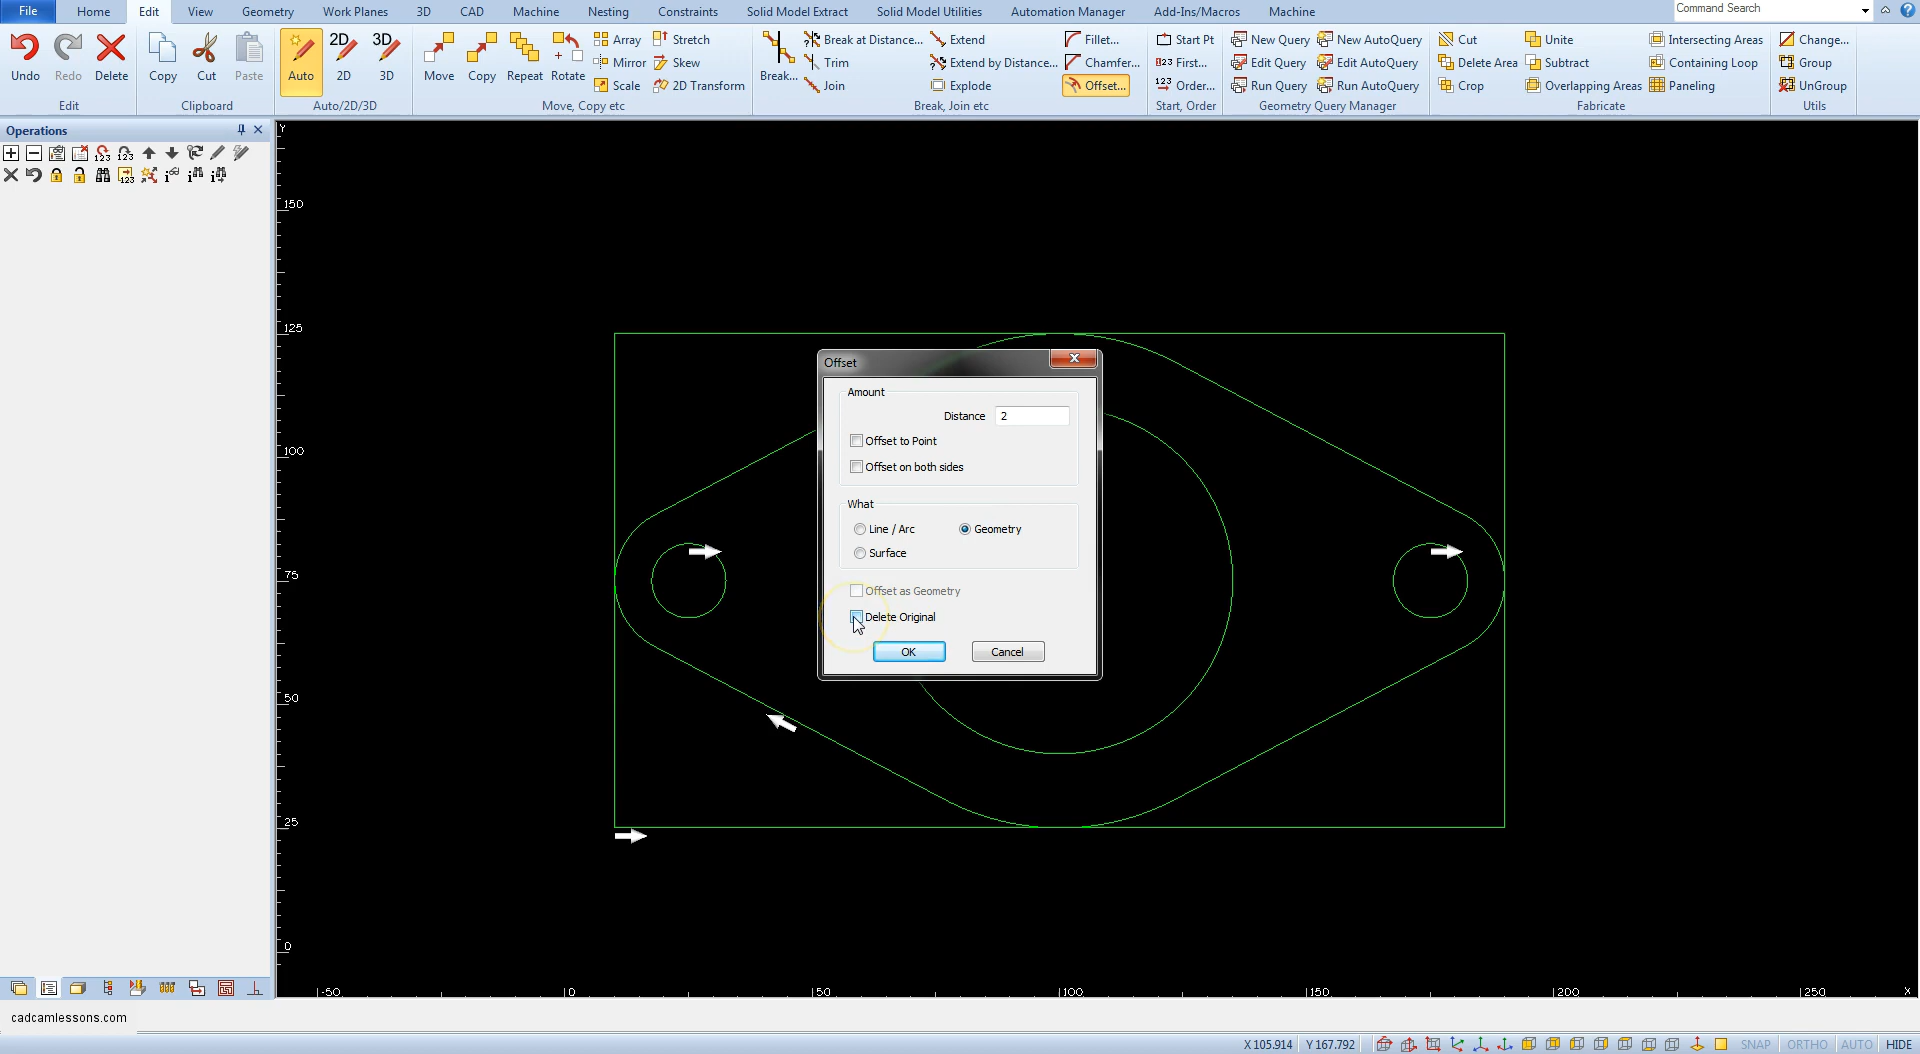 File Home Edit View Geometry Work Planes 3D CAD Machine Nesting Constraints Solid Model Extract Solid Model Utilities Automation Manager Add-Ins/Macros Machine Command Search
Undo Redo Delete Copy Cut Paste Auto 2D 3D Move Copy Repeat Rotate
Array Stretch
Mirror Skew
Scale 2D Transform
Break... Break at Distance... Extend Fillet...
Trim Extend by Distance... Chamfer...
Join Explode Offset...
Start Pt New Query New AutoQuery
First... Edit Query Edit AutoQuery
Order... Run Query Run AutoQuery
Cut Unite Intersecting Areas Change...
Delete Area Subtract Containing Loop Group
Crop Overlapping Areas Paneling UnGroup
Edit Clipboard Auto/2D/3D Move, Copy etc Break, Join etc Start, Order Geometry Query Manager Fabricate Utils
Operations
Y
150
125
100
75
50
25
0
Offset
Amount
Distance 2
Offset to Point
Offset on both sides
What
Line / Arc Geometry
Surface
Offset as Geometry
Delete Original
OK Cancel
-50 0 50 100 150 200 250 X
cadcamlessons.com
X 105.914 Y 167.792 SNAP ORTHO AUTO HIDE